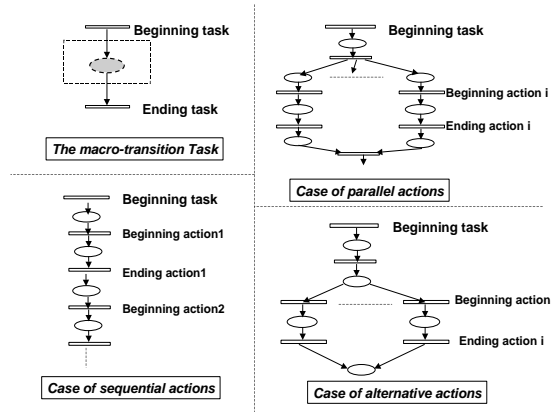 Beginning task
Ending task
The macro-transition Task
Beginning task
Beginning action i
Ending action i
Case of parallel actions
Beginning task
Beginning action1
Ending action1
Beginning action2
Case of sequential actions
Beginning task
Beginning action
Ending action i
Case of alternative actions